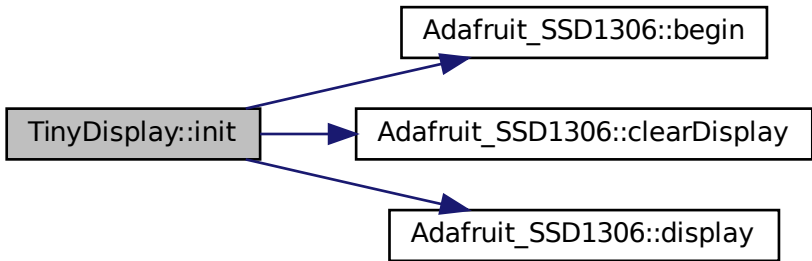 Adafruit_SSD1306::begin
TinyDisplay::init
Adafruit_SSD1306::clearDisplay
Adafruit_SSD1306::display